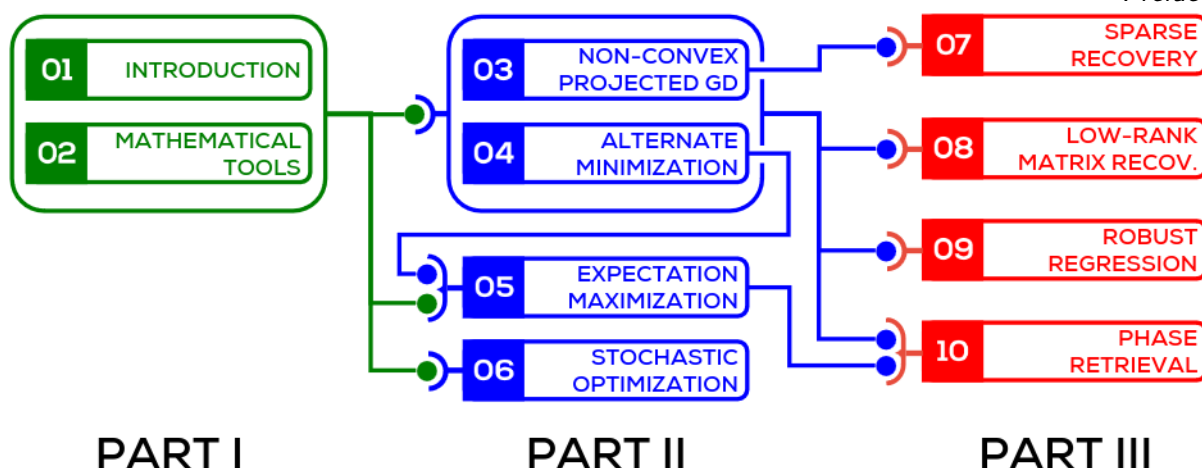 01 INTRODUCTION
02 MATHEMATICAL
TOOLS
03 NON-CONVEX
PROJECTED GD
04 ALTERNATE
MINIMIZATION
05 EXPECTATION
MAXIMIZATION
06 STOCHASTIC
OPTIMIZATION
07 SPARSE
RECOVERY
08 LOW-RANK
MATRIX RECOV.
09 ROBUST
REGRESSION
10 PHASE
RETRIEVAL
PART I
PART II
PART III